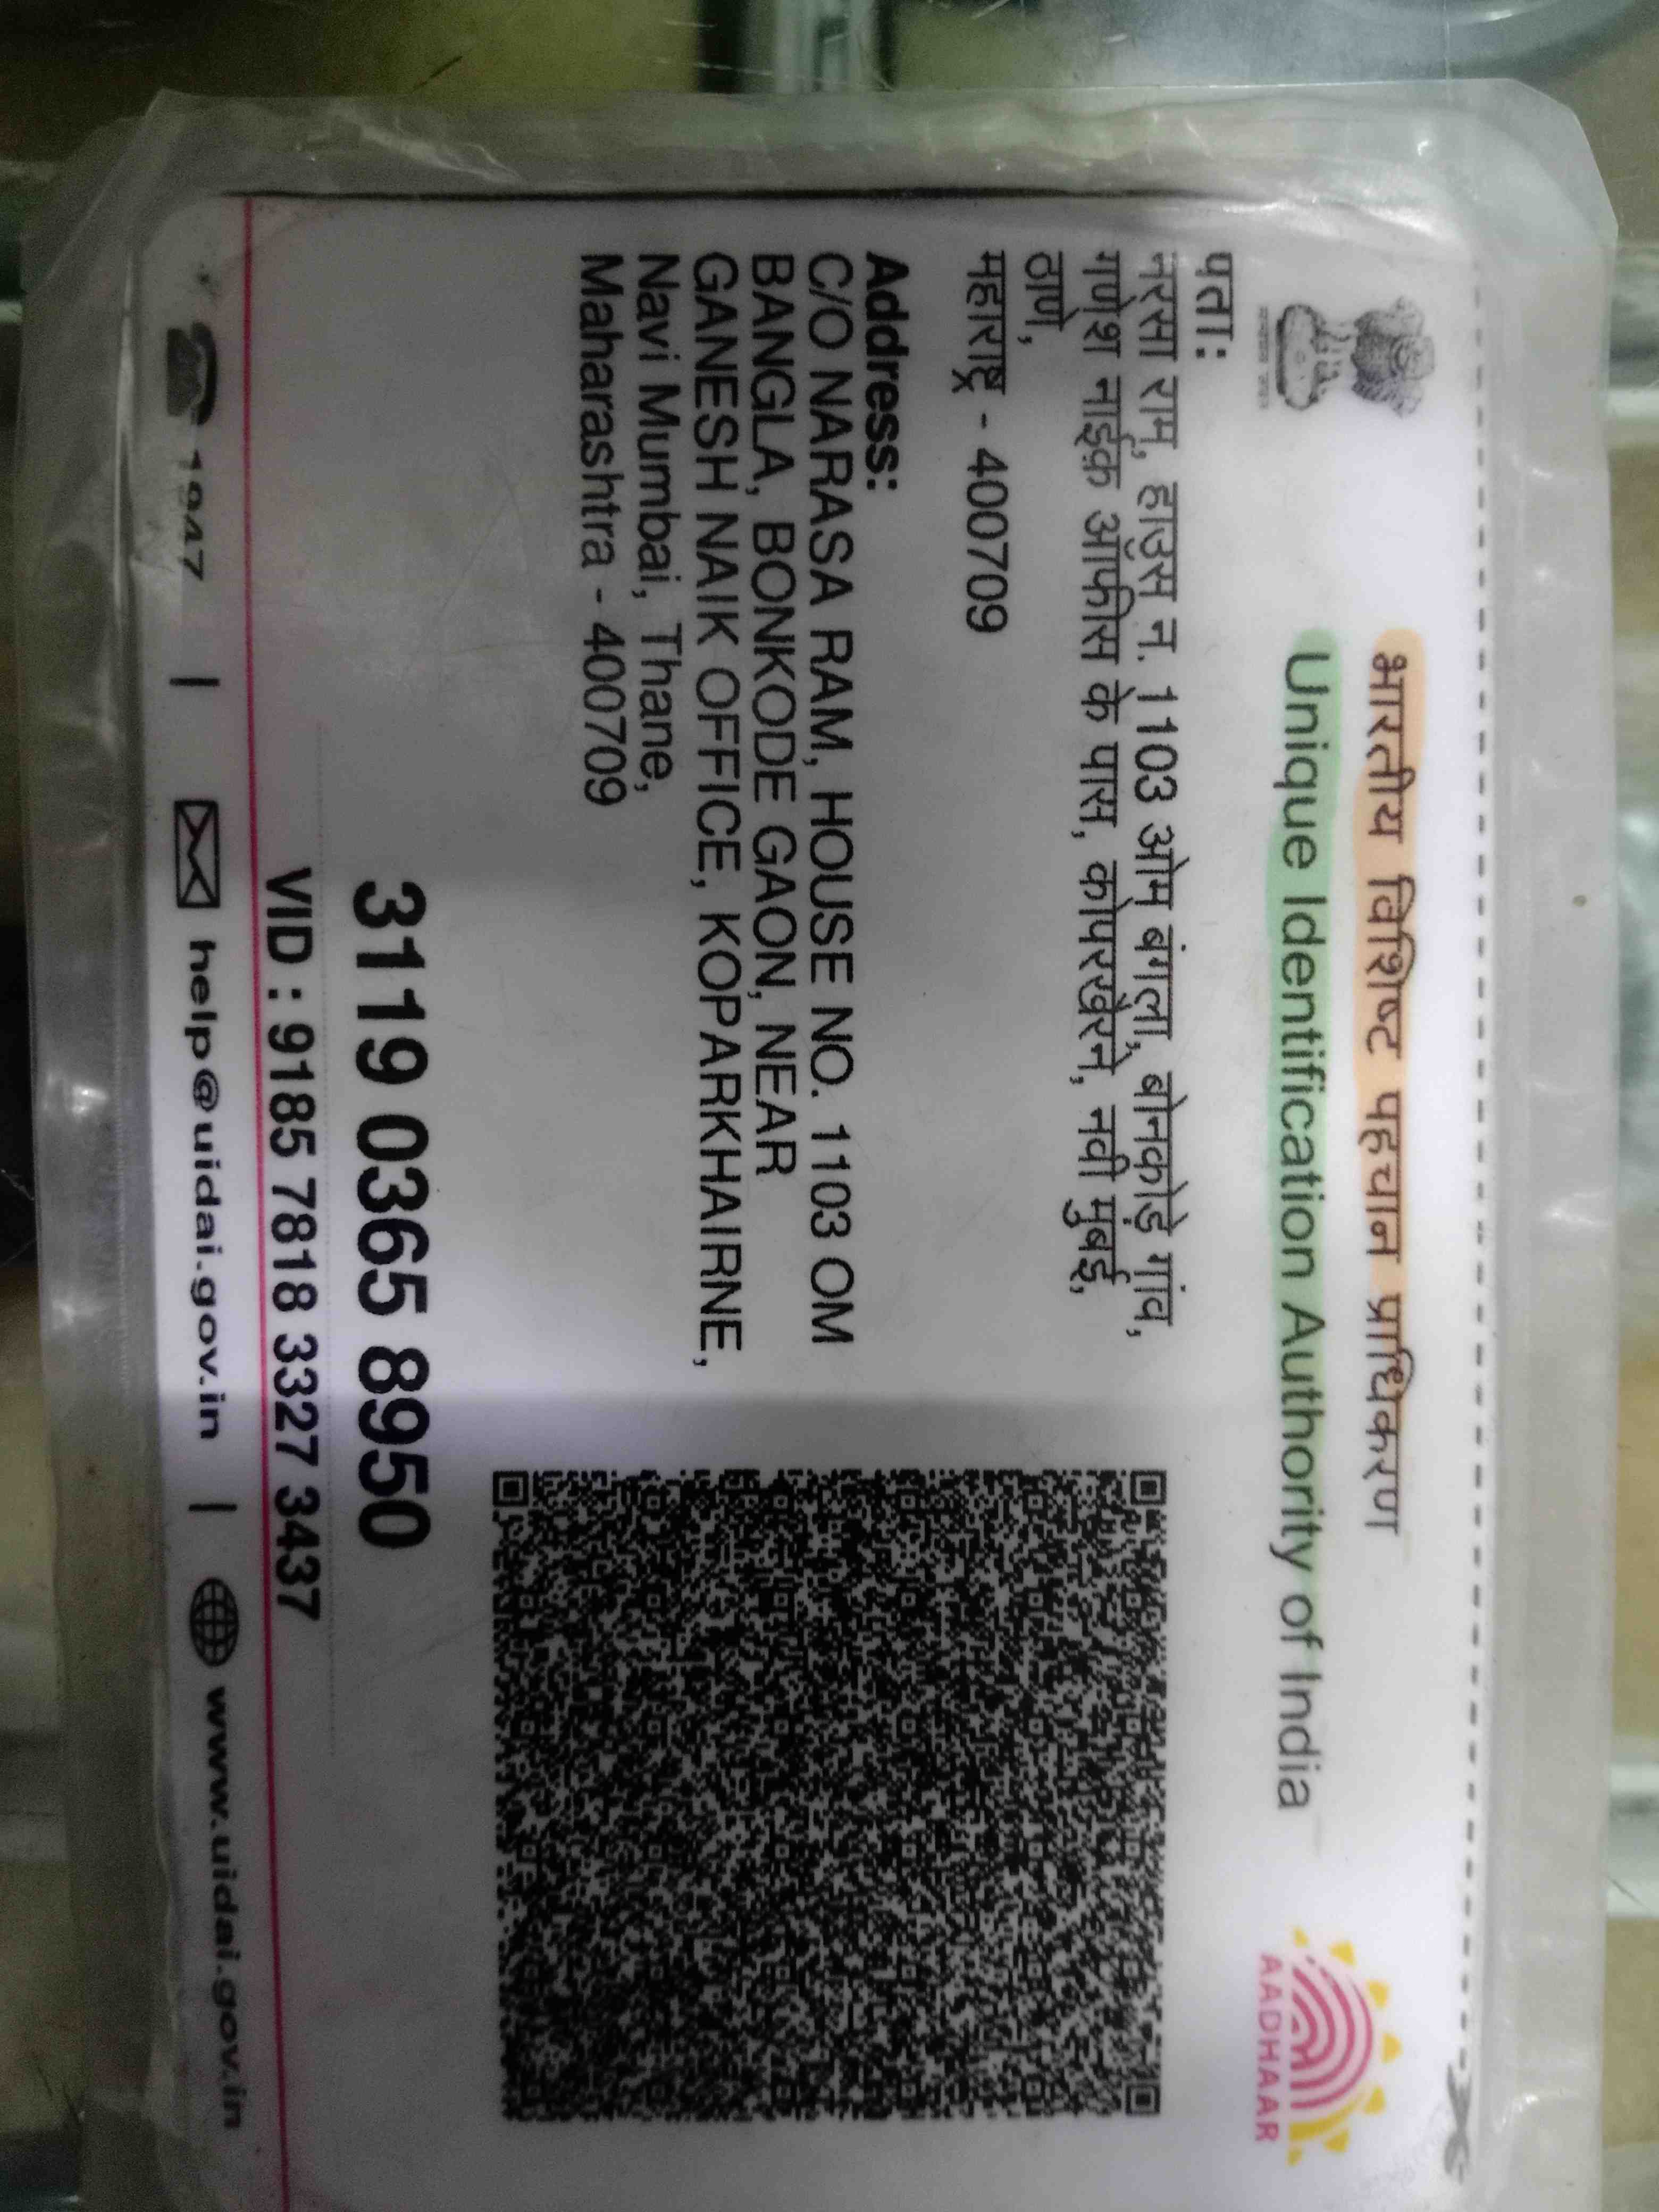 भारतीय विशिष्ट पहचान प्राधिकरण
Unique Identification Authority of India
AADHAAR
पता:
नरसा राम, हाउस न. 1103 ओम बंगला, बोनकोड़े गांव,
गणेश नाईक ऑफीस के पास, कोपरखैरने, नवी मुंबई,
ठाणे,
महाराष्ट्र - 400709
Address:
C/O NARASA RAM, HOUSE NO. 1103 OM
BANGLA, BONKODE GAON, NEAR
GANESH NAIK OFFICE, KOPARKHAIRNE,
Navi Mumbai, Thane,
Maharashtra - 400709
3119 0365 8950
VID : 9185 7818 3327 3437
1947 | help@uidai.gov.in | www.uidai.gov.in